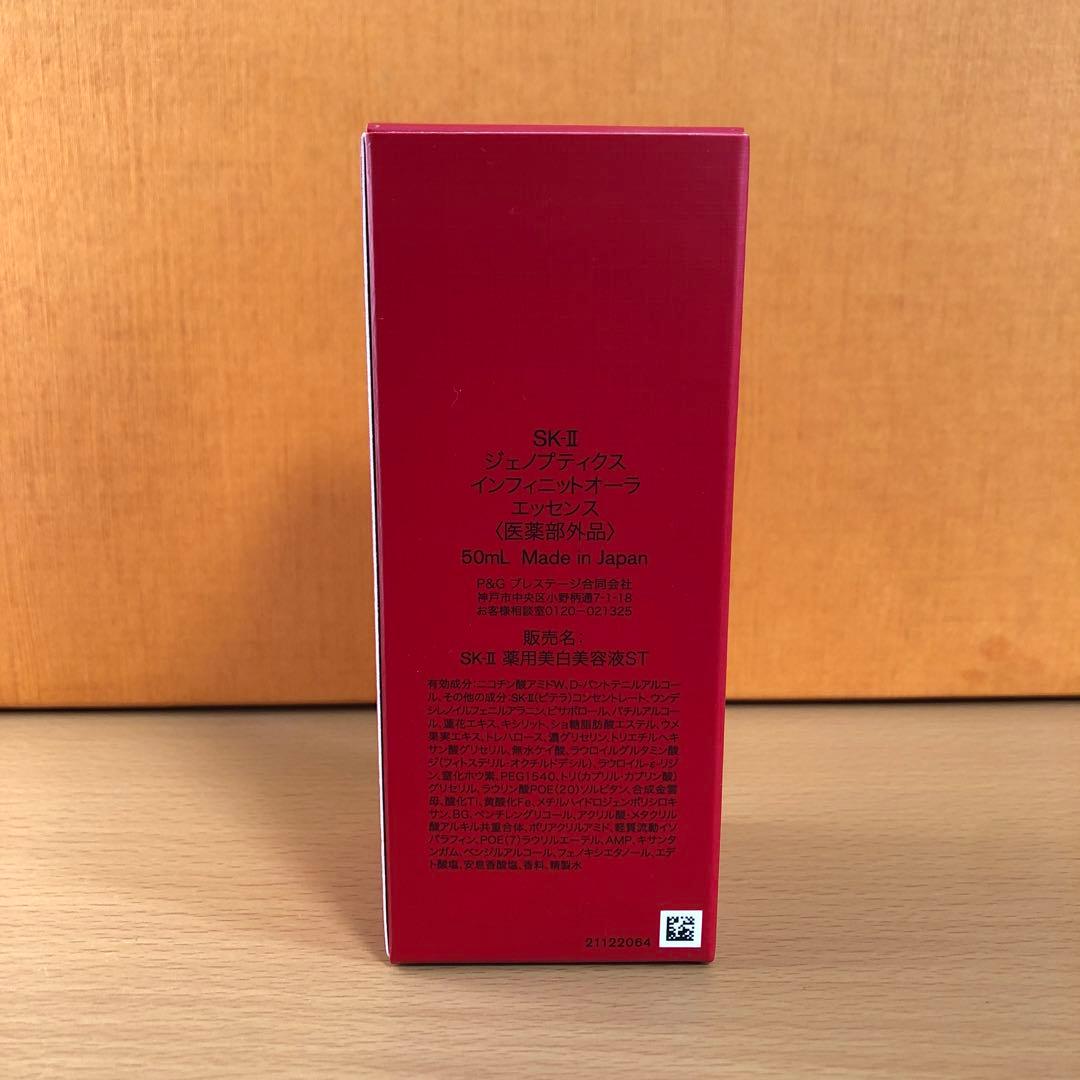 SK-Ⅱ
ジェノプティクス
インフィニットオーラ
エッセンス
〈医薬部外品〉
50mL Made in Japan
P&G プレステージ合同会社
神戸市中央区小野柄通7-1-18
お客様相談室0120-021325
販売名:
SK-Ⅱ 薬用美白美容液ST
有効成分:ニコチン酸アミドW、D-パントテニルアルコー
ル、その他の成分:SK-Ⅱ(ピテラ)コンセントレート、ウンデ
シレノイルフェニルアラニン、ビサボロール、バチルアルコー
ル、蓮花エキス、キシリット、ショ糖脂肪酸エステル、ウメ
果実エキス、トレハロース、濃グリセリン、トリエチルヘキ
サン酸グリセリル、無水ケイ酸、ラウロイルグルタミン酸
ジ(フィトステリル・オクチルドデシル)、ラウロイル-ε-リジ
ン、窒化ホウ素、PEG1540、トリ(カプリル・カプリン酸)
グリセリル、ラウリン酸POE(20)ソルビタン、合成金雲
母、酸化Ti、黄酸化Fe、メチルハイドロジェンポリシロキ
サン、BG、ペンチレングリコール、アクリル酸・メタクリル
酸アルキル共重合体、ポリアクリルアミド、軽質流動イソ
パラフィン、POE(7)ラウリルエーテル、AMP、キサンタ
ンガム、ベンジルアルコール、フェノキシエタノール、エデ
ト酸塩、安息香酸塩、香料、精製水
21122064